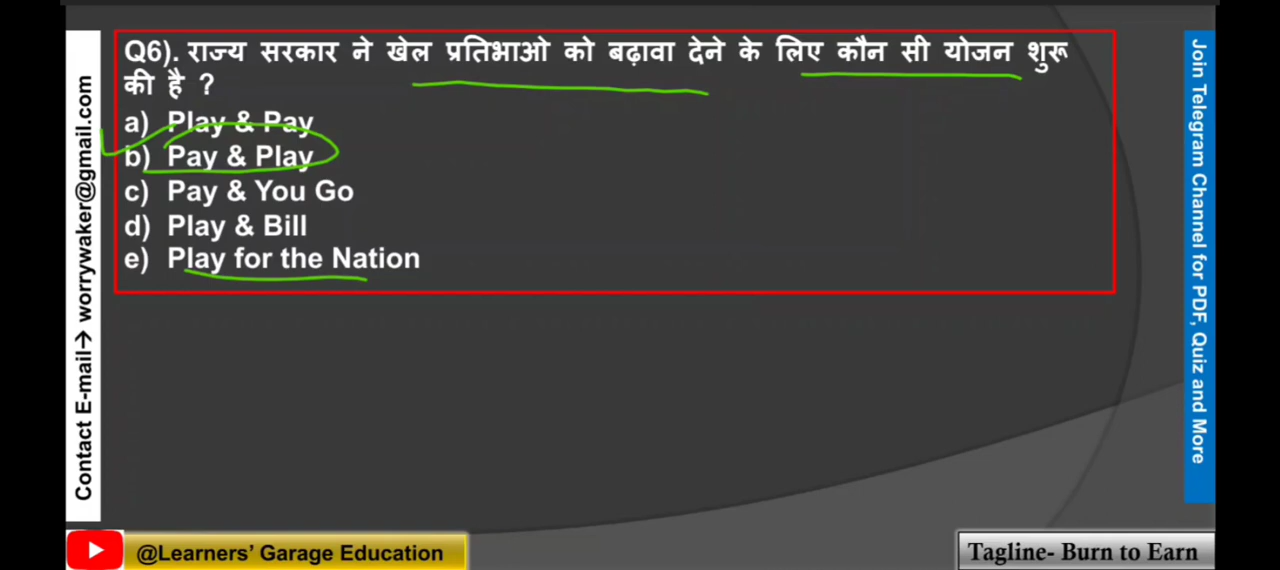 Contact E-mail→ worrywaker@gmail.com
Q6). राज्य सरकार ने खेल प्रतिभाओ को बढ़ावा देने के लिए कौन सी योजन शुरू
की है ?
a) Play & Pay
b) Pay & Play
c) Pay & You Go
d) Play & Bill
e) Play for the Nation
Join Telegram Channel for PDF, Quiz and More
@Learners’ Garage Education
Tagline- Burn to Earn